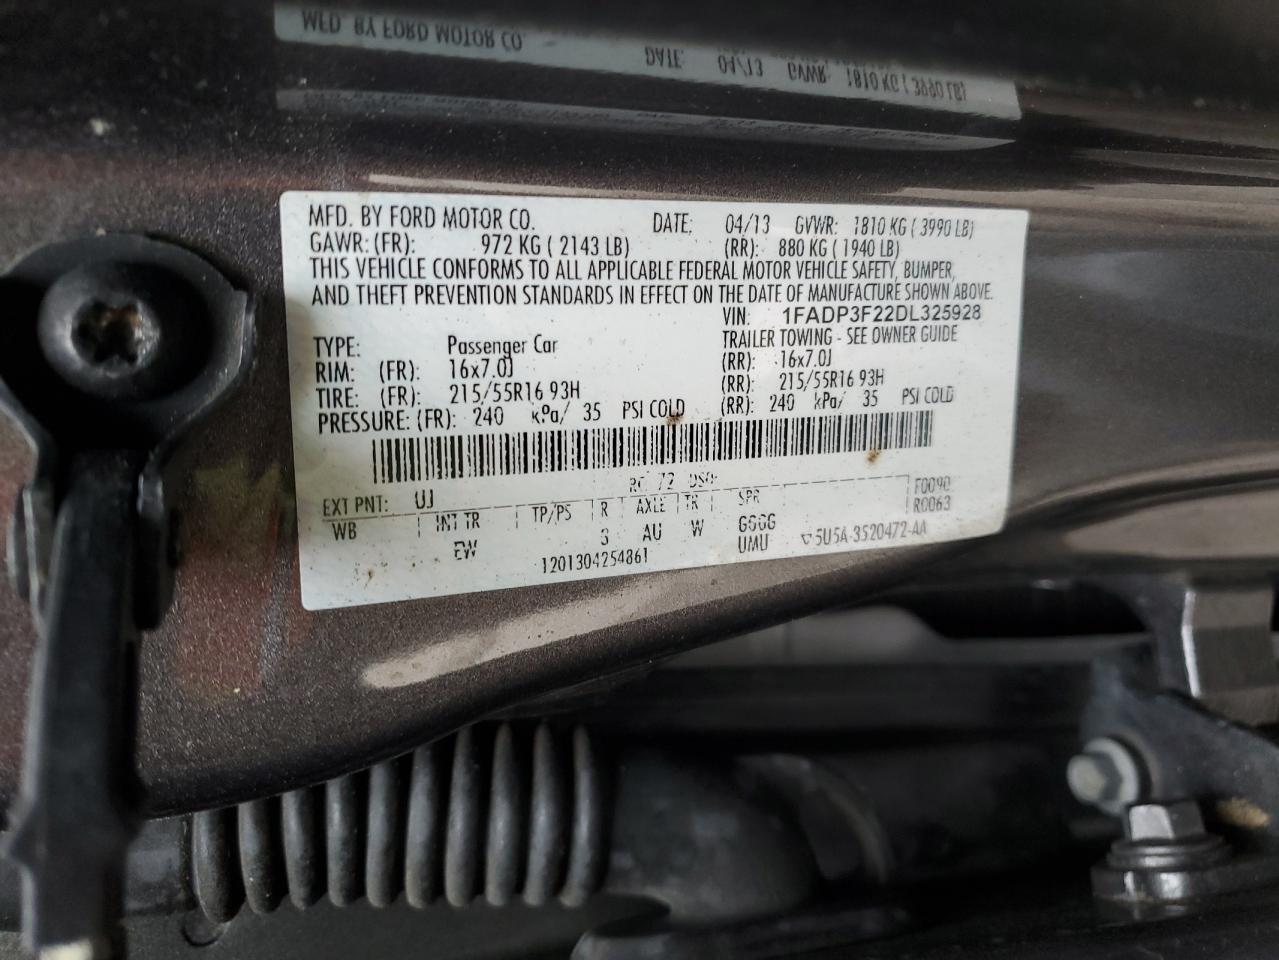 MFD. BY FORD MOTOR CO. DATE: 04/13 GVWR: 1810 KG ( 3990 LB)
GAWR: (FR): 972 KG ( 2143 LB) (RR): 880 KG ( 1940 LB)
THIS VEHICLE CONFORMS TO ALL APPLICABLE FEDERAL MOTOR VEHICLE SAFETY, BUMPER,
AND THEFT PREVENTION STANDARDS IN EFFECT ON THE DATE OF MANUFACTURE SHOWN ABOVE.
VIN: 1FADP3F22DL325928
TYPE: Passenger Car TRAILER TOWING - SEE OWNER GUIDE
RIM: (FR): 16x7.0J (RR): 16x7.0J
TIRE: (FR): 215/55R16 93H (RR): 215/55R16 93H
PRESSURE: (FR): 240 kPa/ 35 PSI COLD (RR): 240 kPa/ 35 PSI COLD
EXT PNT: UJ F0090
WB INT TR TP/PS R AXLE TR SPR R0063
EW AU W GGGG
1201304254861 UMU 5U5A-3520472-AA